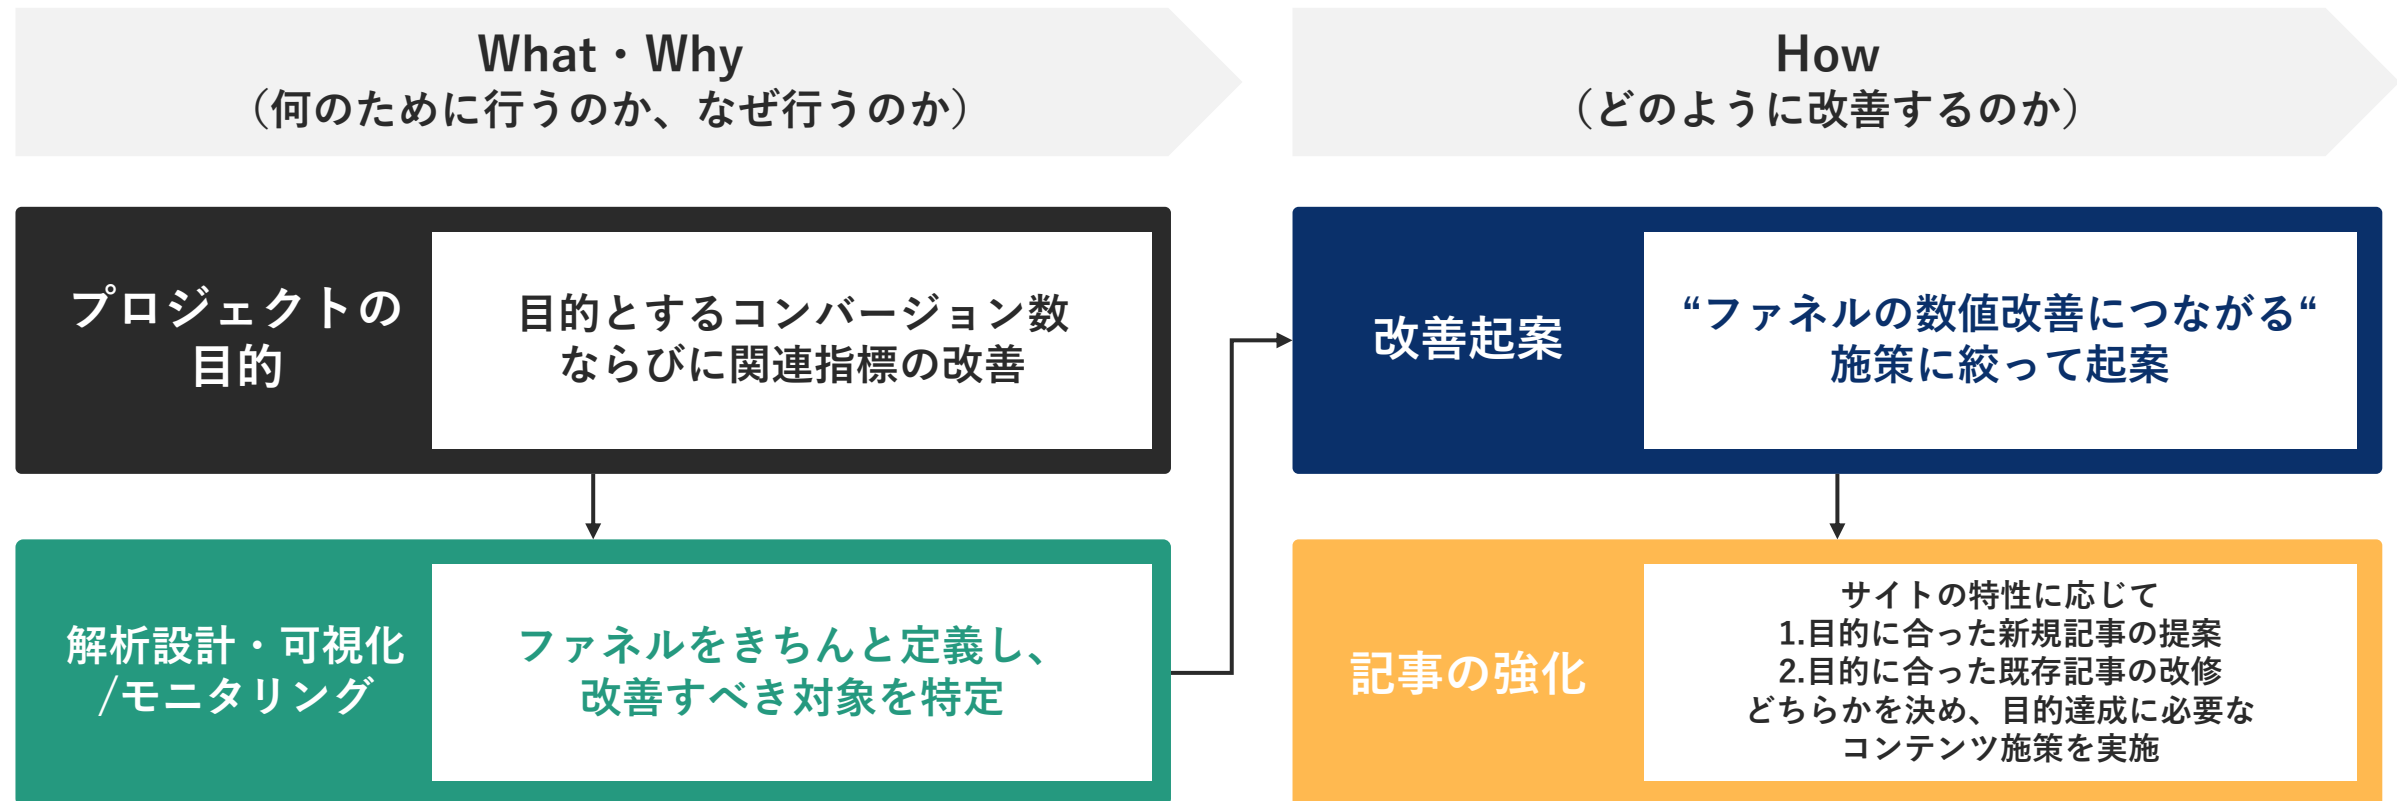 What・Why
（何のために行うのか、なぜ行うのか）
How
（どのように改善するのか）
プロジェクトの
目的
目的とするコンバージョン数
ならびに関連指標の改善
解析設計・可視化
/モニタリング
ファネルをきちんと定義し、
改善すべき対象を特定
改善起案
“ファネルの数値改善につながる“
施策に絞って起案
記事の強化
サイトの特性に応じて
1.目的に合った新規記事の提案
2.目的に合った既存記事の改修
どちらかを決め、目的達成に必要な
コンテンツ施策を実施